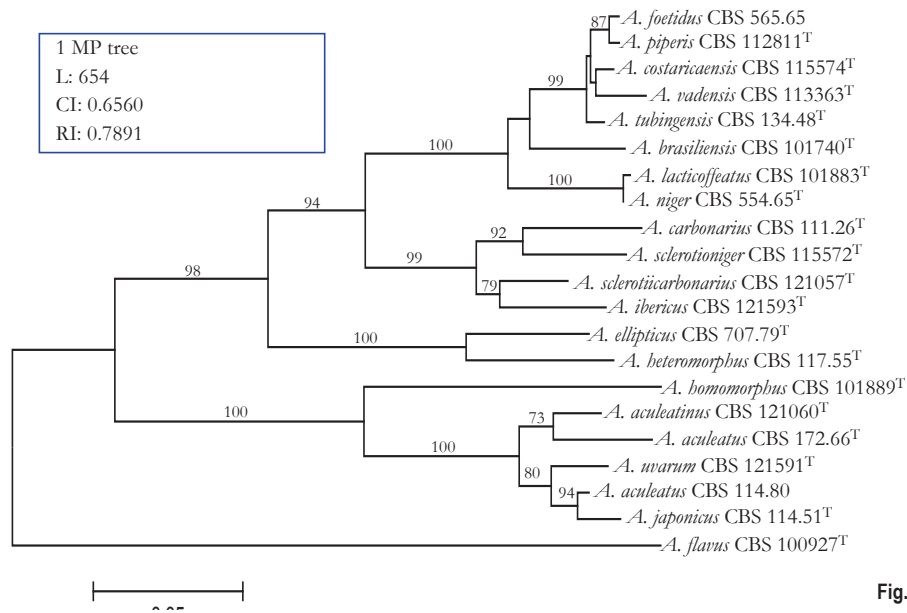 1 MP tree
L: 654
CI: 0.6560
RI: 0.7891
87
A. foetidus CBS 565.65
A. piperis CBS 112811T
A. costaricaensis CBS 115574T
99
A. vadensis CBS 113363T
A. tubingensis CBS 134.48T
100
A. brasiliensis CBS 101740T
A. lacticoffeatus CBS 101883T
100
A. niger CBS 554.65T
94
A. carbonarius CBS 111.26T
92
A. sclerotioniger CBS 115572T
99
A. sclerotiicarbonarius CBS 121057T
79
A. ibericus CBS 121593T
98
A. ellipticus CBS 707.79T
100
A. heteromorphus CBS 117.55T
A. homomorphus CBS 101889T
100
A. aculeatinus CBS 121060T
73
A. aculeatus CBS 172.66T
100
A. uvarum CBS 121591T
80
A. aculeatus CBS 114.80
94
A. japonicus CBS 114.51T
A. flavus CBS 100927T
Fig.